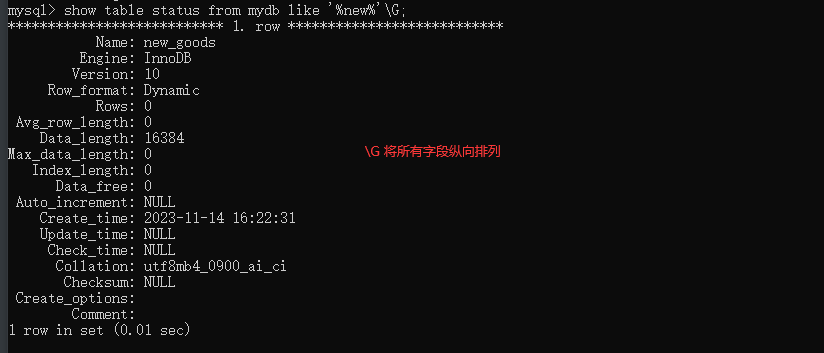 mysql> show table status from mydb like '%new%'\G;
*************************** 1. row ***************************
Name: new_goods
Engine: InnoDB
Version: 10
Row_format: Dynamic
Rows: 0
Avg_row_length: 0
Data_length: 16384
Max_data_length: 0
\G 将所有字段纵向排列
Index_length: 0
Data_free: 0
Auto_increment: NULL
Create_time: 2023-11-14 16:22:31
Update_time: NULL
Check_time: NULL
Collation: utf8mb4_0900_ai_ci
Checksum: NULL
Create_options:
Comment:
1 row in set (0.01 sec)